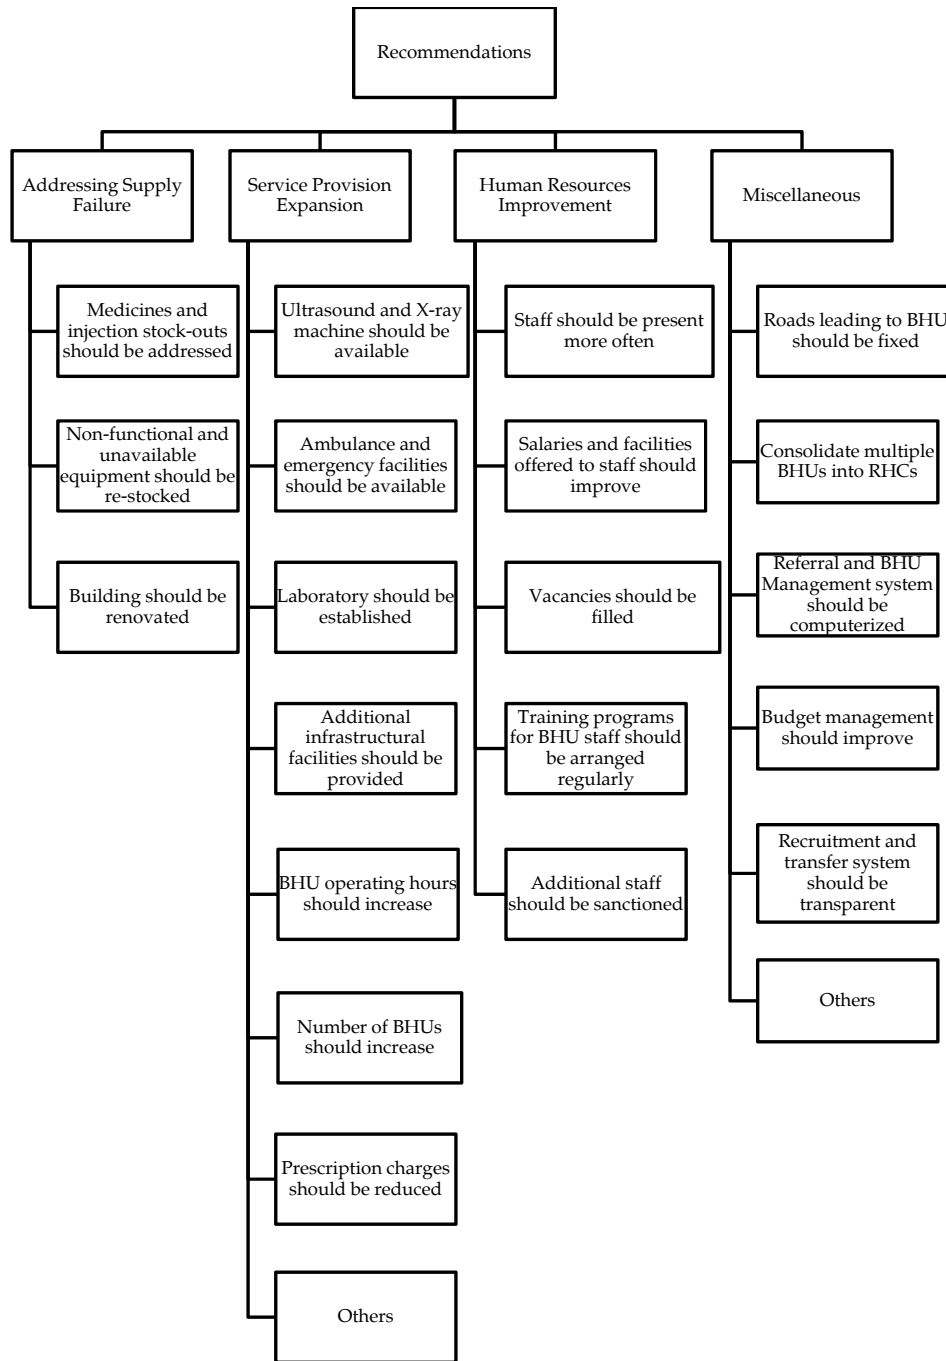 Recommendations
Addressing Supply
Failure
Service Provision
Expansion
Human Resources
Improvement
Miscellaneous
Medicines and
injection stock-outs
should be addressed
Non-functional and
unavailable
equipment should be
re-stocked
Building should be
renovated
Ultrasound and X-ray
machine should be
available
Ambulance and
emergency facilities
should be available
Laboratory should be
established
Additional
infrastructural
facilities should be
provided
BHU operating hours
should increase
Number of BHUs
should increase
Prescription charges
should be reduced
Others
Staff should be present
more often
Salaries and facilities
offered to staff should
improve
Vacancies should be
filled
Training programs
for BHU staff should
be arranged
regularly
Additional staff
should be sanctioned
Roads leading to BHU
should be fixed
Consolidate multiple
BHUs into RHCs
Referral and BHU
Management system
should be
computerized
Budget management
should improve
Recruitment and
transfer system
should be
transparent
Others